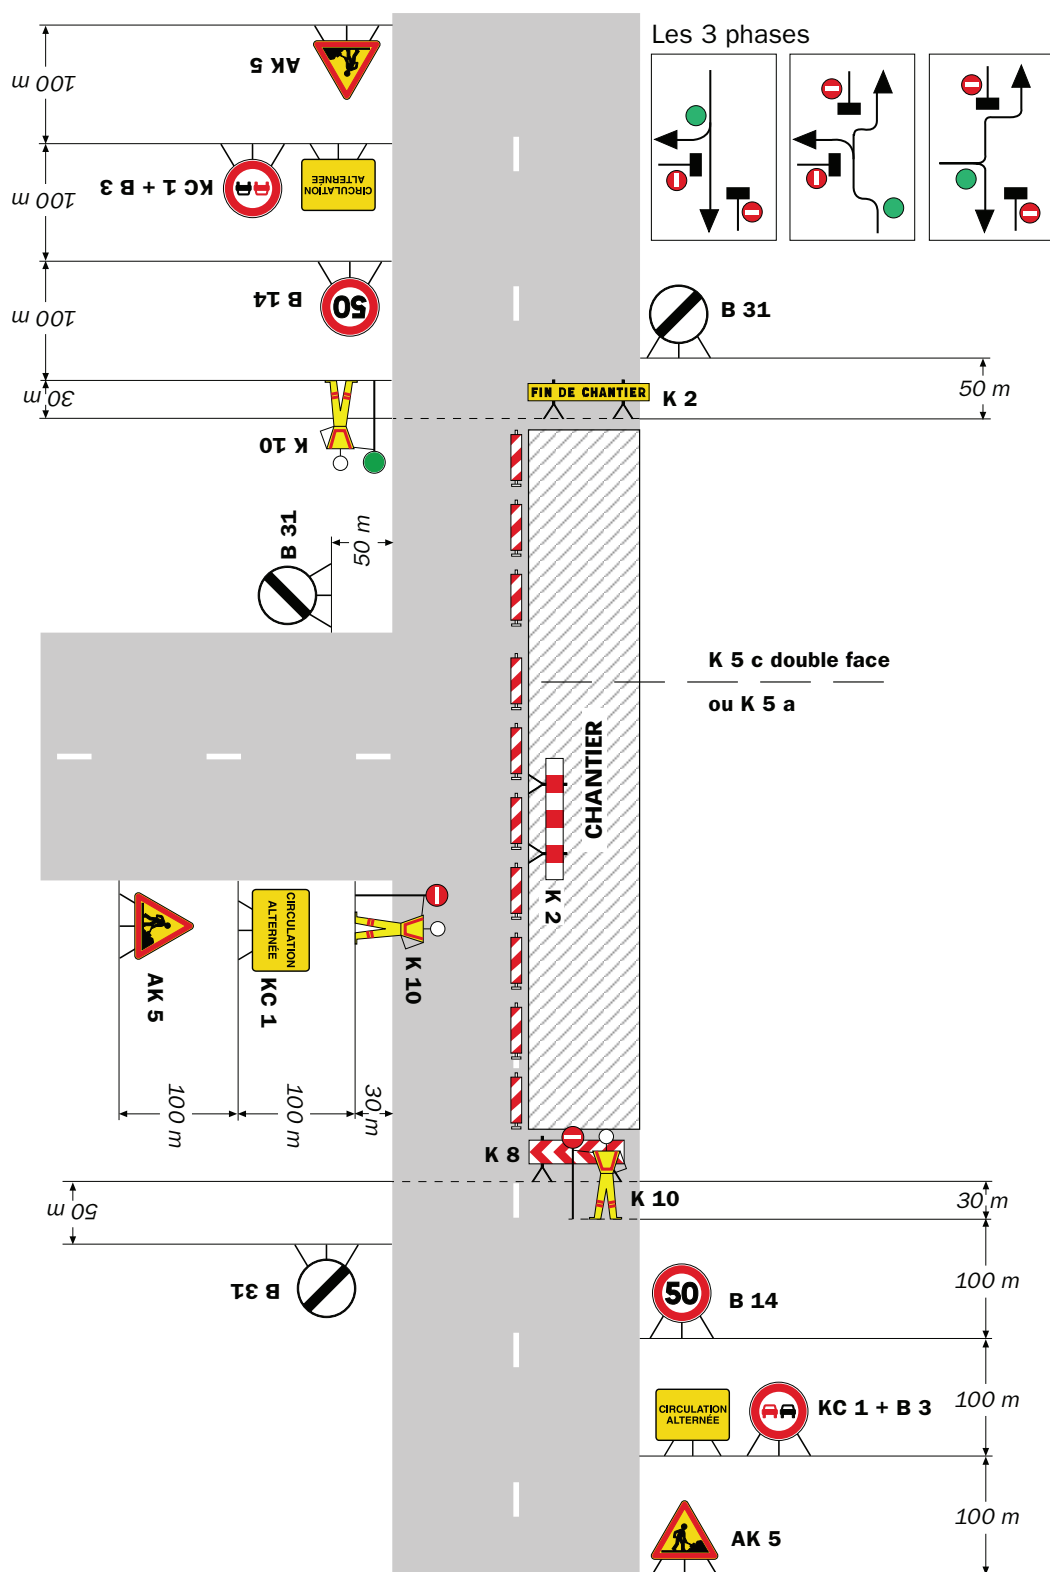 Les 3 phases
AK 5
100 m
KC 1 + B 3
CIRCULATION
ALTERNÉE
100 m
B 14
50
100 m
B 31
50 m
FIN DE CHANTIER
K 2
30 m
K 10
B 31
50 m
K 5 c double face
ou K 5 a
CHANTIER
K 2
CIRCULATION
ALTERNÉE
AK 5
KC 1
K 10
100 m
100 m
30 m
K 8
K 10
30 m
50 m
B 31
100 m
50
B 14
CIRCULATION
ALTERNÉE
KC 1 + B 3
100 m
100 m
AK 5